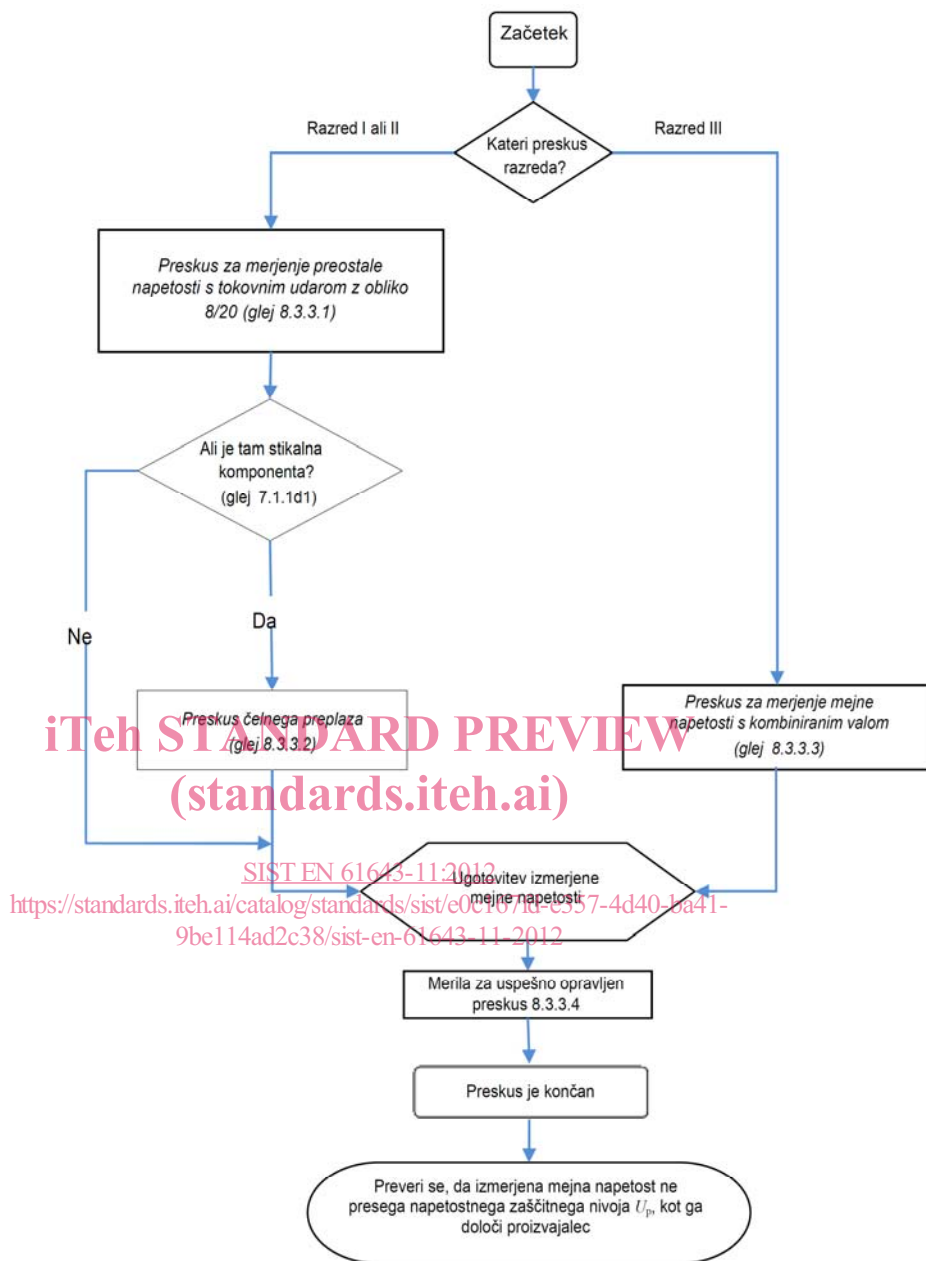 Začetek
Razred I ali II
Razred III
Kateri preskus
razreda?
Preskus za merjenje preostale
napetosti s tokovnim udarom z obliko
8/20 (glej 8.3.3.1)
Ali je tam stikalna
komponenta?
(glej 7.1.1d1)
Ne
Da
Preskus čelnega preplaza
(glej 8.3.3.2)
Preskus za merjenje mejne
napetosti s kombiniranim valom
(glej 8.3.3.3)
iTeh STANDARD PREVIEW
(standards.iteh.ai)
SIST EN 61643-11:2012
Ugotovitev izmerjene
mejne napetosti
https://standards.iteh.ai/catalog/standards/sist/e0c1671d-e357-4d40-ba41-
9be114ad2c38/sist-en-61643-11-2012
Merila za uspešno opravljen
preskus 8.3.3.4
Preskus je končan
Preveri se, da izmerjena mejna napetost ne
presega napetostnega zaščitnega nivoja Up, kot ga
določi proizvajalec